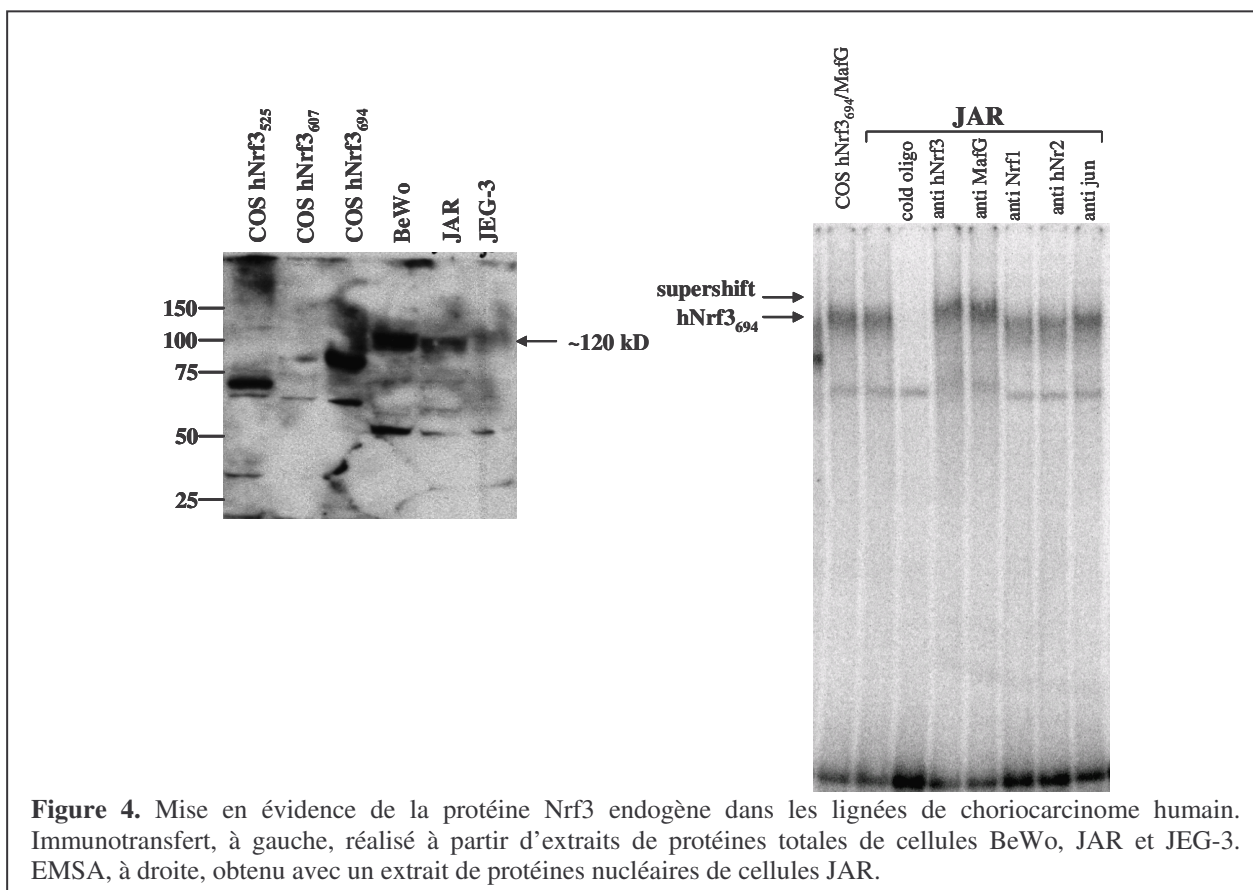 COS hNrf3525
COS hNrf3607
COS hNrf3694
BeWo
JAR
JEG-3
150
100
75
50
25
~120 kD
COS hNrf3694/MafG
JAR
cold oligo
anti hNrf3
anti MafG
anti Nrf1
anti hNr2
anti jun
supershift
hNrf3694
Figure 4. Mise en évidence de la protéine Nrf3 endogène dans les lignées de choriocarcinome humain.
Immunotransfert, à gauche, réalisé à partir d'extraits de protéines totales de cellules BeWo, JAR et JEG-3.
EMSA, à droite, obtenu avec un extrait de protéines nucléaires de cellules JAR.